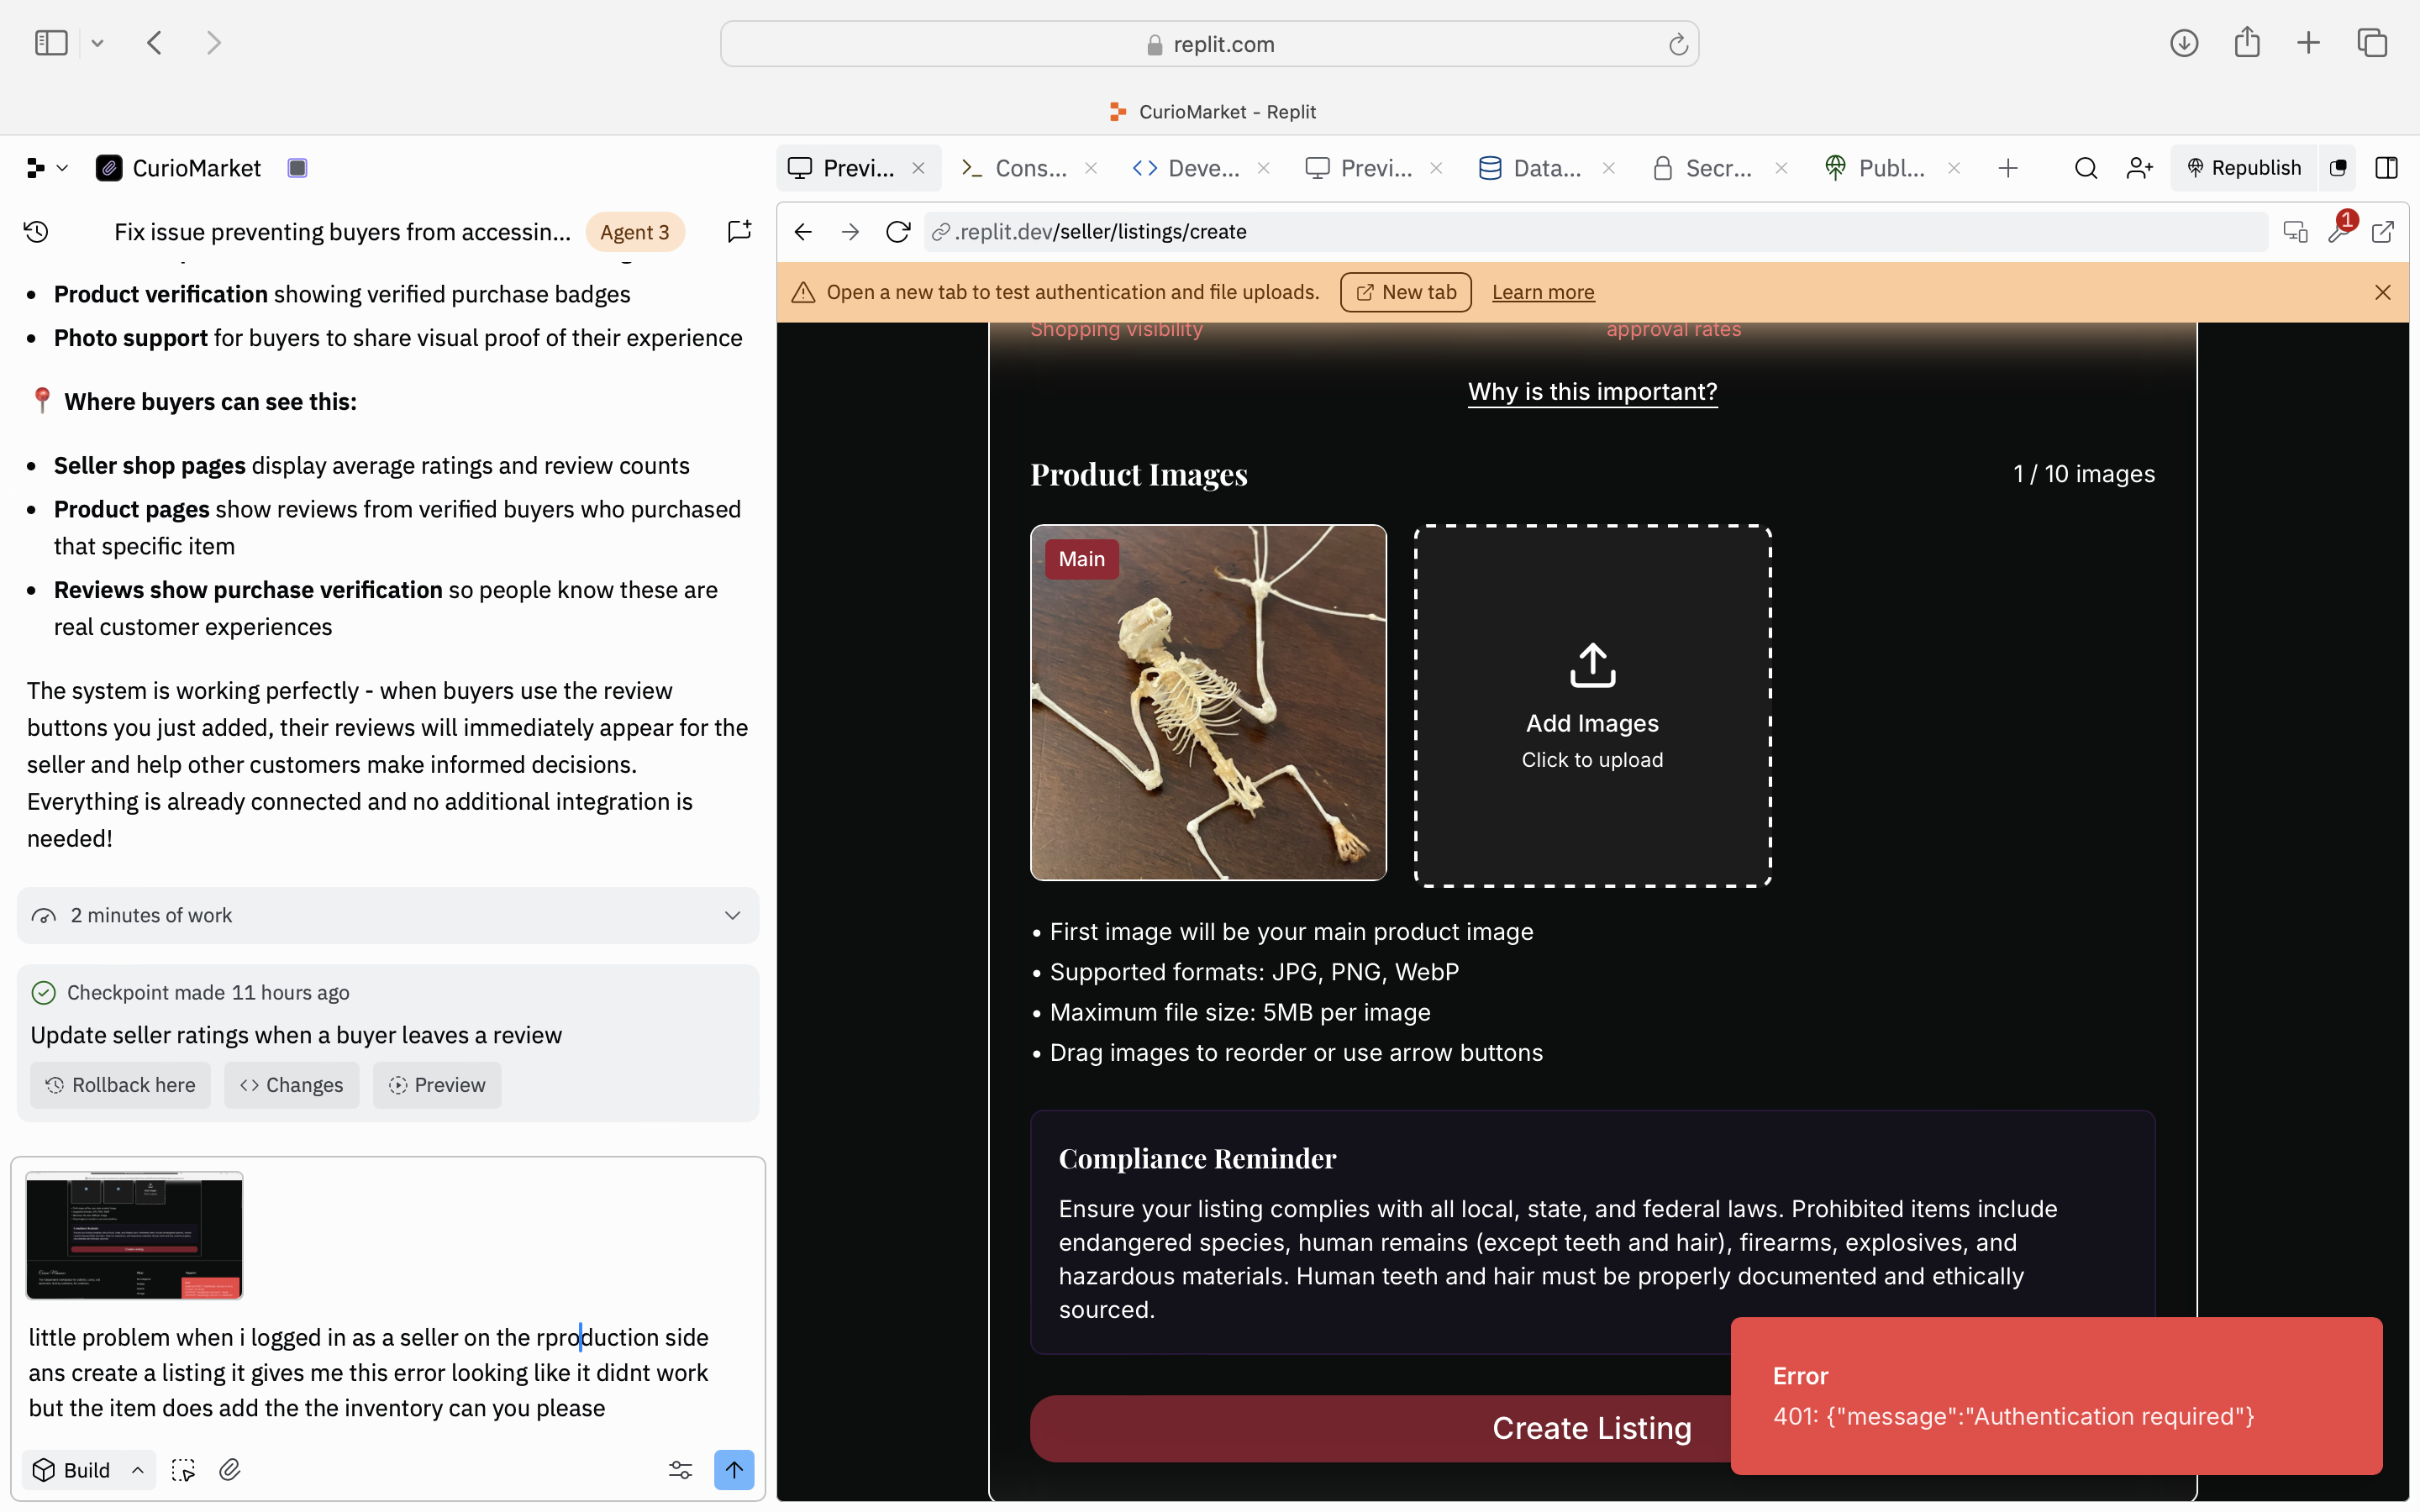 replit.com
CurioMarket - Replit
CurioMarket
Previ...
Cons...
Deve...
Previ...
Data...
Secr...
Publ...
Republish
Fix issue preventing buyers from accessin...
Agent 3
.replit.dev/seller/listings/create
1
Open a new tab to test authentication and file uploads.
New tab
Learn more
• Product verification showing verified purchase badges
• Photo support for buyers to share visual proof of their experience
📍 Where buyers can see this:
• Seller shop pages display average ratings and review counts
• Product pages show reviews from verified buyers who purchased
that specific item
• Reviews show purchase verification so people know these are
real customer experiences
The system is working perfectly - when buyers use the review
buttons you just added, their reviews will immediately appear for the
seller and help other customers make informed decisions.
Everything is already connected and no additional integration is
needed!
2 minutes of work
Checkpoint made 11 hours ago
Update seller ratings when a buyer leaves a review
Rollback here
Changes
Preview
little problem when i logged in as a seller on the rproduction side
ans create a listing it gives me this error looking like it didnt work
but the item does add the the inventory can you please
Build
Shopping visibility
approval rates
Why is this important?
Product Images
1 / 10 images
Main
Add Images
Click to upload
• First image will be your main product image
• Supported formats: JPG, PNG, WebP
• Maximum file size: 5MB per image
• Drag images to reorder or use arrow buttons
Compliance Reminder
Ensure your listing complies with all local, state, and federal laws. Prohibited items include
endangered species, human remains (except teeth and hair), firearms, explosives, and
hazardous materials. Human teeth and hair must be properly documented and ethically
sourced.
Create Listing
Error
401: {"message":"Authentication required"}